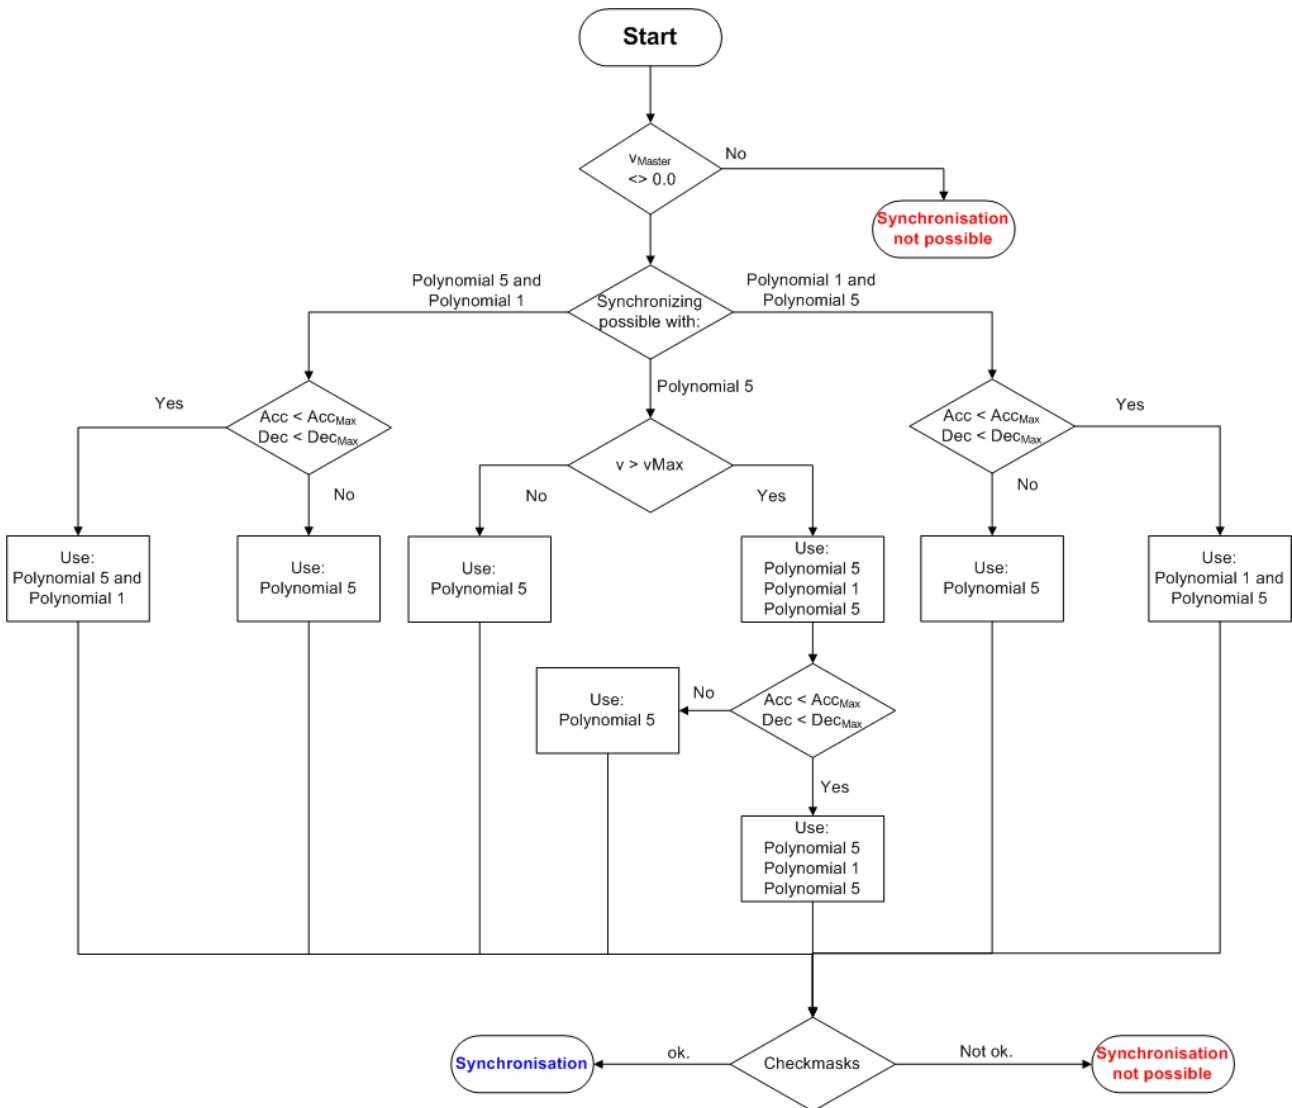 Start
vMaster
<> 0.0
No
Synchronisation
not possible
Polynomial 5 and
Polynomial 1
Synchronizing
possible with:
Polynomial 1 and
Polynomial 5
Polynomial 5
Yes
Acc < AccMax
Dec < DecMax
No
v > vMax
No
Yes
Acc < AccMax
Dec < DecMax
Yes
No
Use:
Polynomial 5 and
Polynomial 1
Use:
Polynomial 5
Use:
Polynomial 5
Use:
Polynomial 5
Polynomial 1
Polynomial 5
Use:
Polynomial 5
Use:
Polynomial 1 and
Polynomial 5
Use:
Polynomial 5
No
Acc < AccMax
Dec < DecMax
Yes
Use:
Polynomial 5
Polynomial 1
Polynomial 5
Synchronisation
ok.
Checkmasks
Not ok.
Synchronisation
not possible